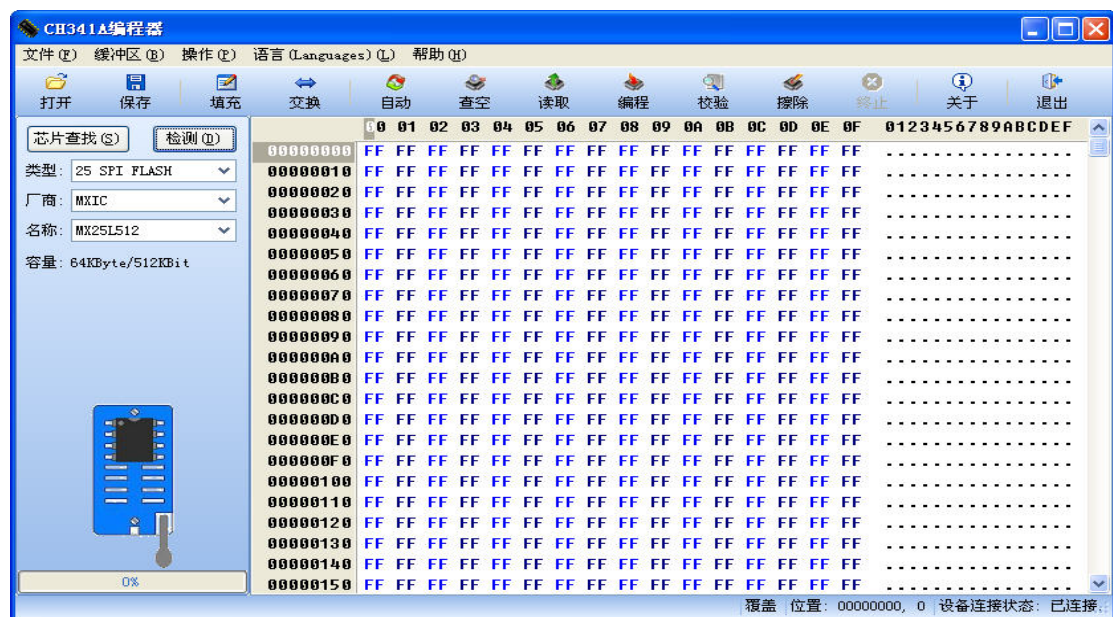 CH341A编程器
文件(F) 缓冲区(B) 操作(P) 语言(Languages)(L) 帮助(H)
打开 保存 填充 交换 自动 查空 读取 编程 校验 擦除 终止 关于 退出
芯片查找(S) 检测(D)
类型: 25 SPI FLASH
厂商: MXIC
名称: MX25L512
容量: 64KByte/512KBit
0%
00 01 02 03 04 05 06 07 08 09 0A 0B 0C 0D 0E 0F 0123456789ABCDEF
00000000 FF FF FF FF FF FF FF FF FF FF FF FF FF FF FF FF ................
00000010 FF FF FF FF FF FF FF FF FF FF FF FF FF FF FF FF ................
00000020 FF FF FF FF FF FF FF FF FF FF FF FF FF FF FF FF ................
00000030 FF FF FF FF FF FF FF FF FF FF FF FF FF FF FF FF ................
00000040 FF FF FF FF FF FF FF FF FF FF FF FF FF FF FF FF ................
00000050 FF FF FF FF FF FF FF FF FF FF FF FF FF FF FF FF ................
00000060 FF FF FF FF FF FF FF FF FF FF FF FF FF FF FF FF ................
00000070 FF FF FF FF FF FF FF FF FF FF FF FF FF FF FF FF ................
00000080 FF FF FF FF FF FF FF FF FF FF FF FF FF FF FF FF ................
00000090 FF FF FF FF FF FF FF FF FF FF FF FF FF FF FF FF ................
000000A0 FF FF FF FF FF FF FF FF FF FF FF FF FF FF FF FF ................
000000B0 FF FF FF FF FF FF FF FF FF FF FF FF FF FF FF FF ................
000000C0 FF FF FF FF FF FF FF FF FF FF FF FF FF FF FF FF ................
000000D0 FF FF FF FF FF FF FF FF FF FF FF FF FF FF FF FF ................
000000E0 FF FF FF FF FF FF FF FF FF FF FF FF FF FF FF FF ................
000000F0 FF FF FF FF FF FF FF FF FF FF FF FF FF FF FF FF ................
00000100 FF FF FF FF FF FF FF FF FF FF FF FF FF FF FF FF ................
00000110 FF FF FF FF FF FF FF FF FF FF FF FF FF FF FF FF ................
00000120 FF FF FF FF FF FF FF FF FF FF FF FF FF FF FF FF ................
00000130 FF FF FF FF FF FF FF FF FF FF FF FF FF FF FF FF ................
00000140 FF FF FF FF FF FF FF FF FF FF FF FF FF FF FF FF ................
00000150 FF FF FF FF FF FF FF FF FF FF FF FF FF FF FF FF ................
覆盖 位置: 00000000, 0 设备连接状态: 已连接